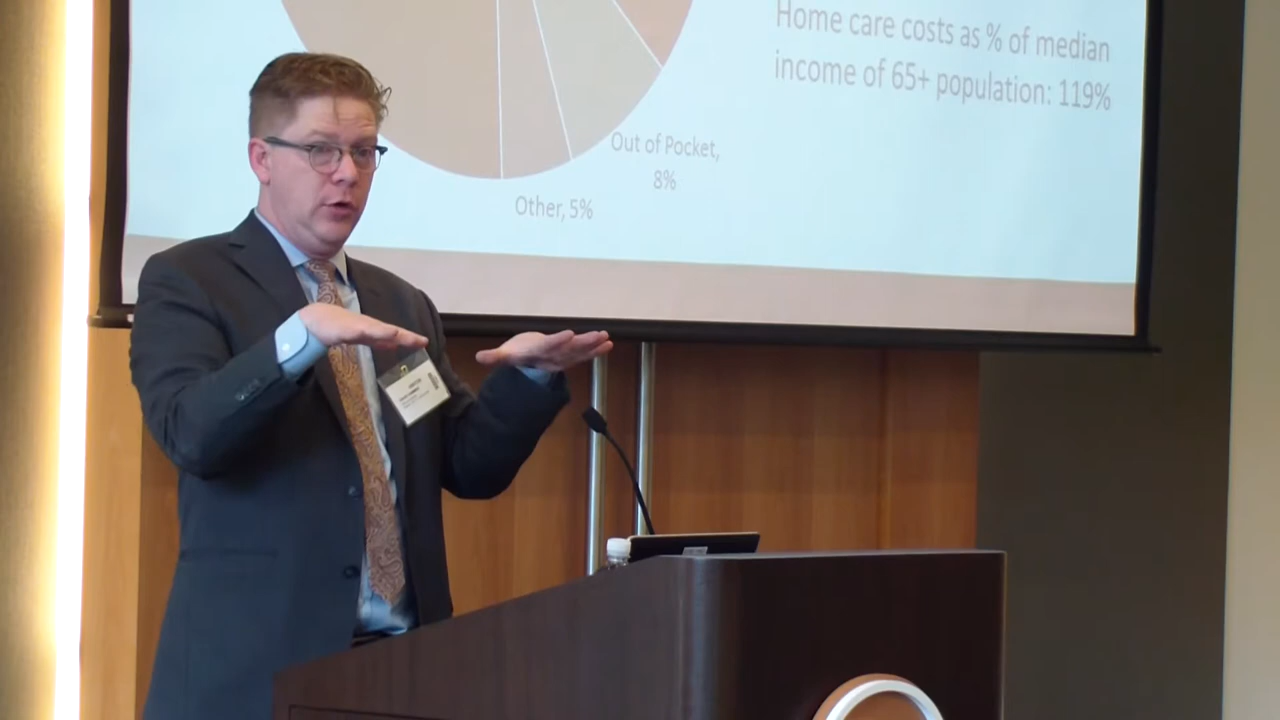 Home care costs as % of median
income of 65+ population: 119%
Out of Pocket,
8%
Other, 5%